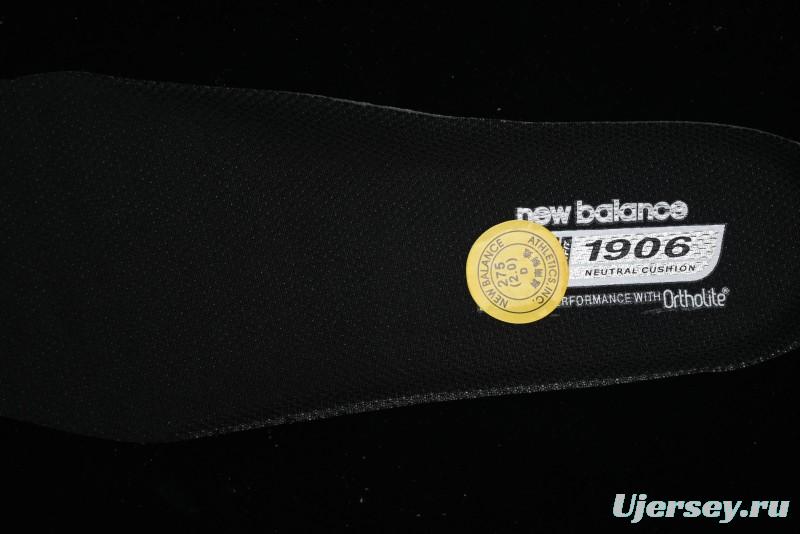 new balance
1906
NEUTRAL CUSHION
PERFORMANCE WITH OrthoLite®
NEW BALANCE ATHLETICS INC.
275
(2.0)
D
Ujersey.ru